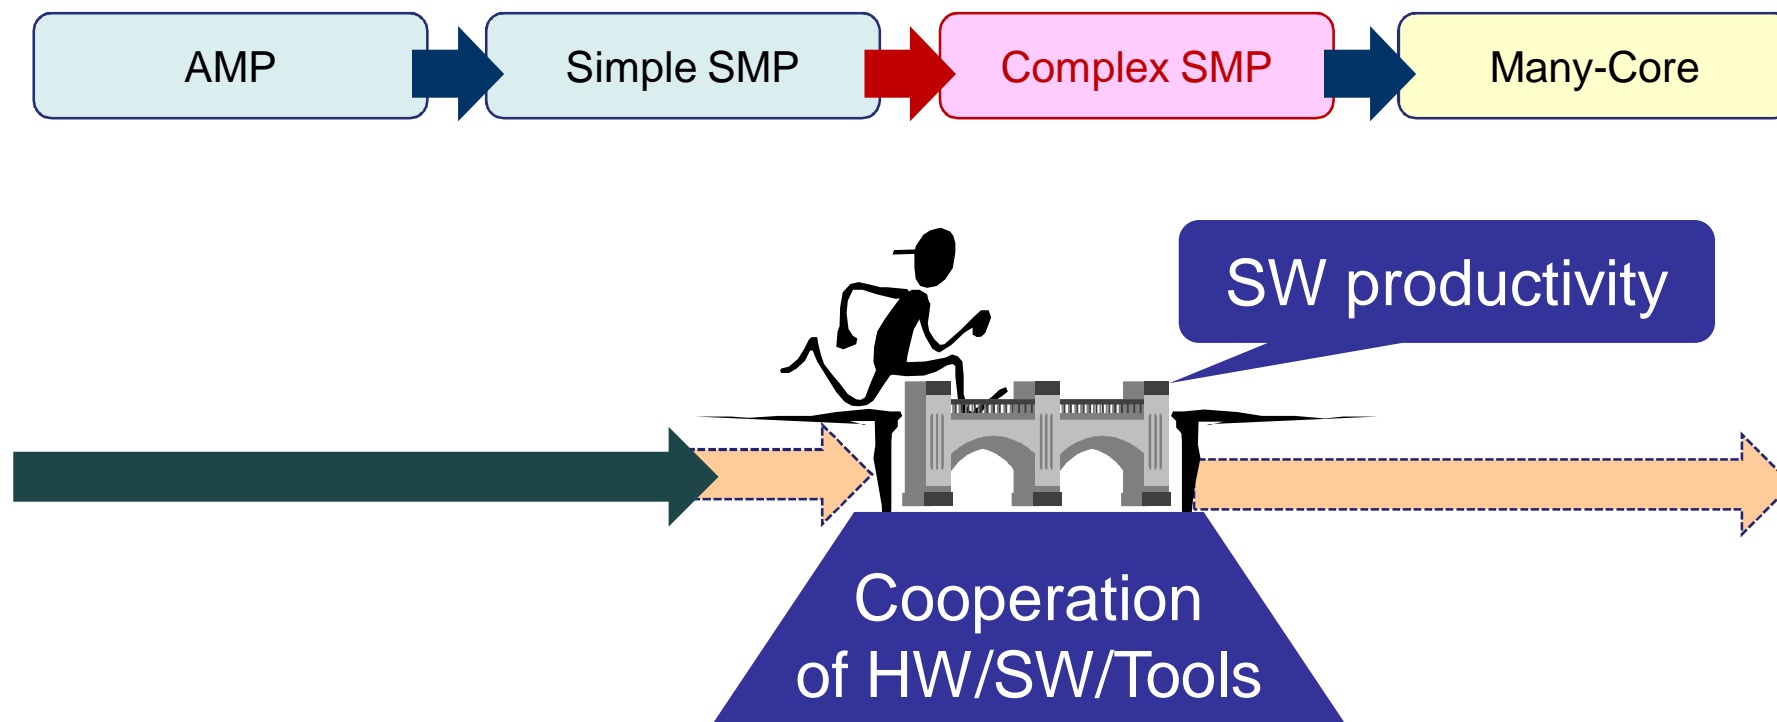 AMP
Simple SMP
Complex SMP
Many-Core
SW productivity
Cooperation
of HW/SW/Tools